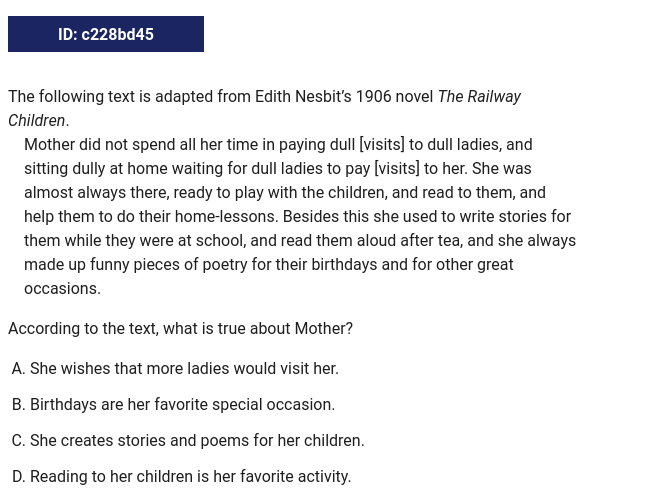 ID: c228bd45
The following text is adapted from Edith Nesbit’s 1906 novel The Railway
Children.
Mother did not spend all her time in paying dull [visits] to dull ladies, and
sitting dully at home waiting for dull ladies to pay [visits] to her. She was
almost always there, ready to play with the children, and read to them, and
help them to do their home-lessons. Besides this she used to write stories for
them while they were at school, and read them aloud after tea, and she always
made up funny pieces of poetry for their birthdays and for other great
occasions.
According to the text, what is true about Mother?
A. She wishes that more ladies would visit her.
B. Birthdays are her favorite special occasion.
C. She creates stories and poems for her children.
D. Reading to her children is her favorite activity.